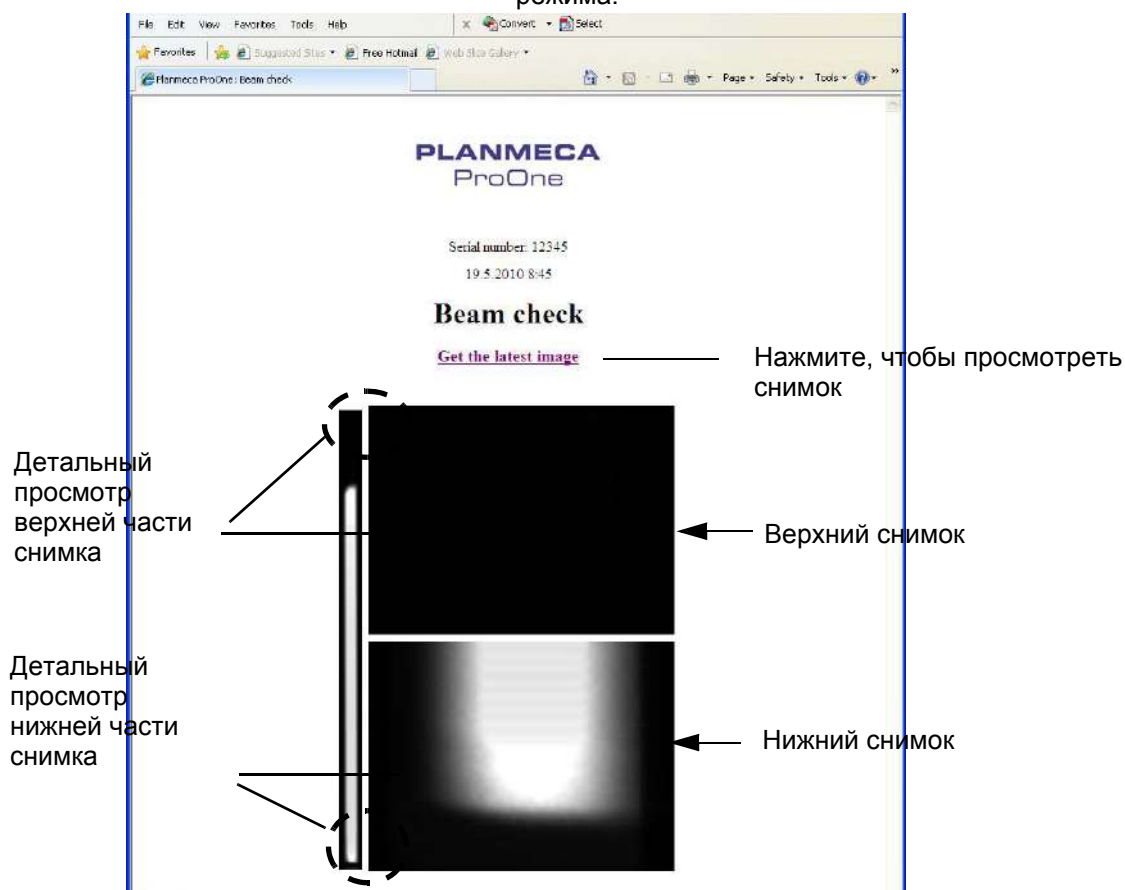 режима.
File Edit View Favorites Tools Help
x Convert Select
Favorites Suggested Sites Free Hotmail Web Slice Gallery
Planmeca ProOne: Beam check
Page Safety Tools
»
PLANMECA
ProOne
Serial number: 12345
19.5.2010 8:45
Beam check
Get the latest image
Нажмите, чтобы просмотреть
снимок
Детальный
просмотр
верхней части
снимка
Верхний снимок
Детальный
просмотр
нижней части
снимка
Нижний снимок